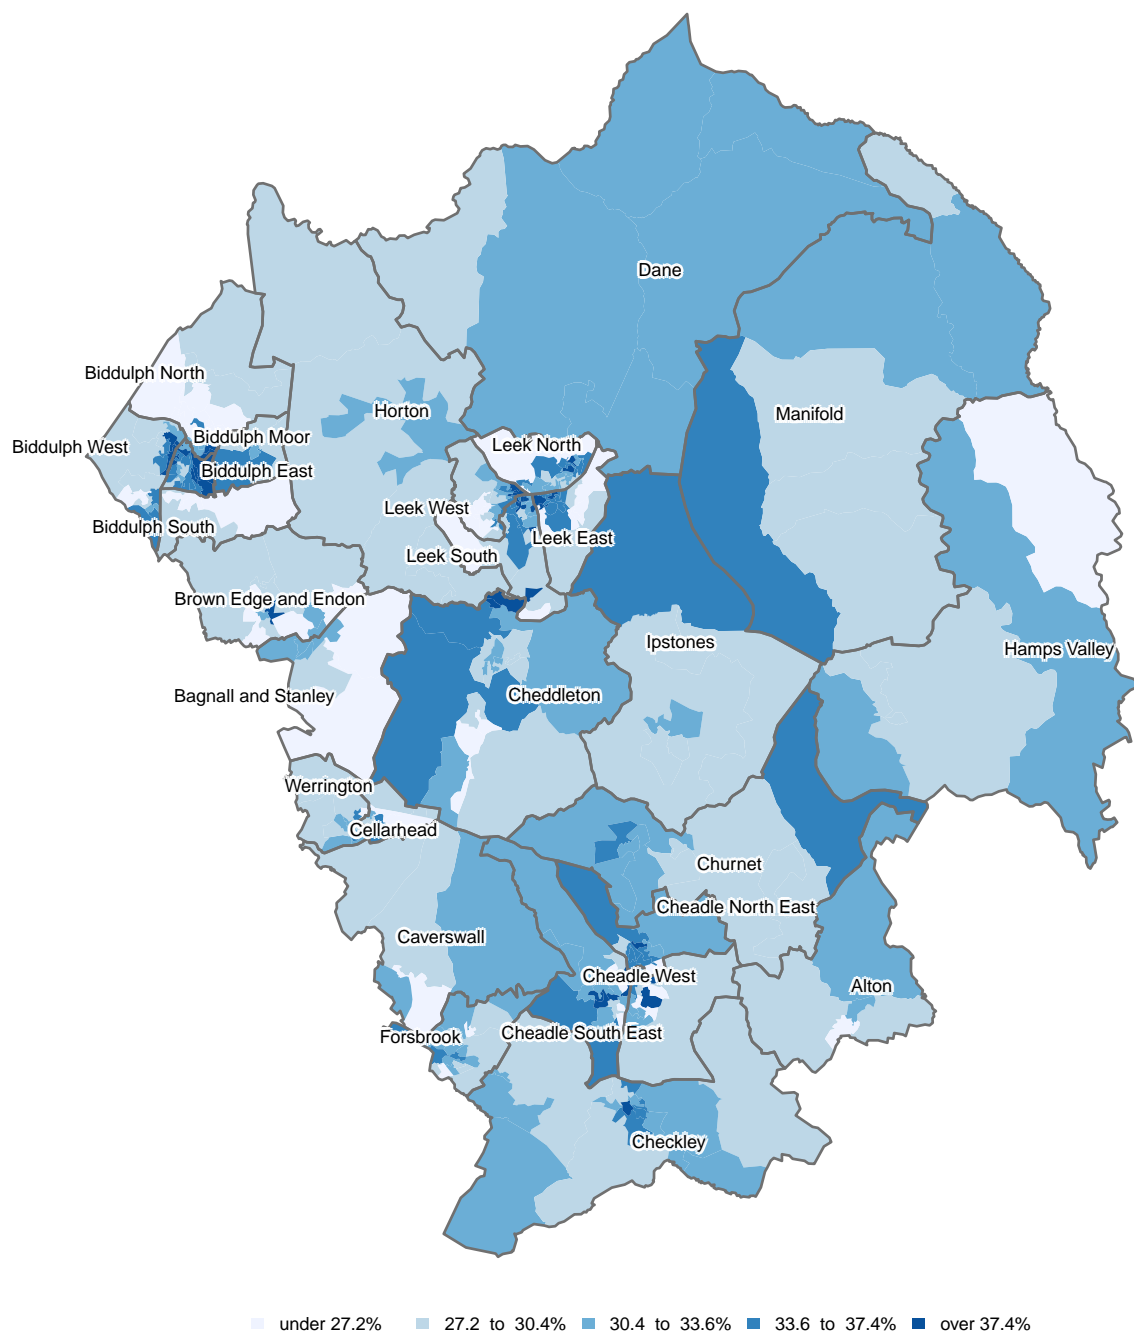 Dane
Biddulph North
Horton
Manifold
Biddulph Moor
Biddulph West
Leek North
Biddulph East
Leek West
Biddulph South
Leek East
Leek South
Brown Edge and Endon
Ipstones
Hamps Valley
Bagnall and Stanley
Cheddleton
Werrington
Cellarhead
Churnet
Cheadle North East
Caverswall
Cheadle West
Alton
Forsbrook
Cheadle South East
Checkley
under 27.2% 27.2 to 30.4% 30.4 to 33.6% 33.6 to 37.4% over 37.4%